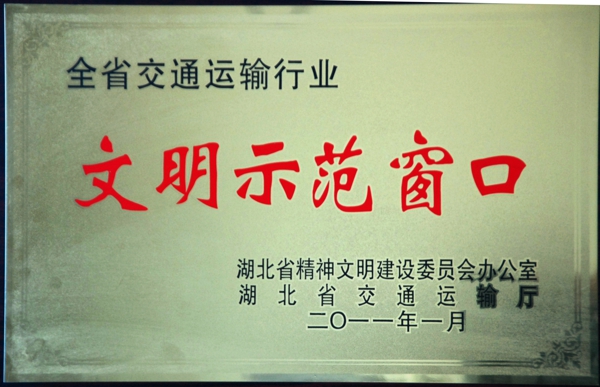 全省交通运输行业
文明示范窗口
湖北省精神文明建设委员会办公室
湖北省交通运输厅
二〇一一年一月